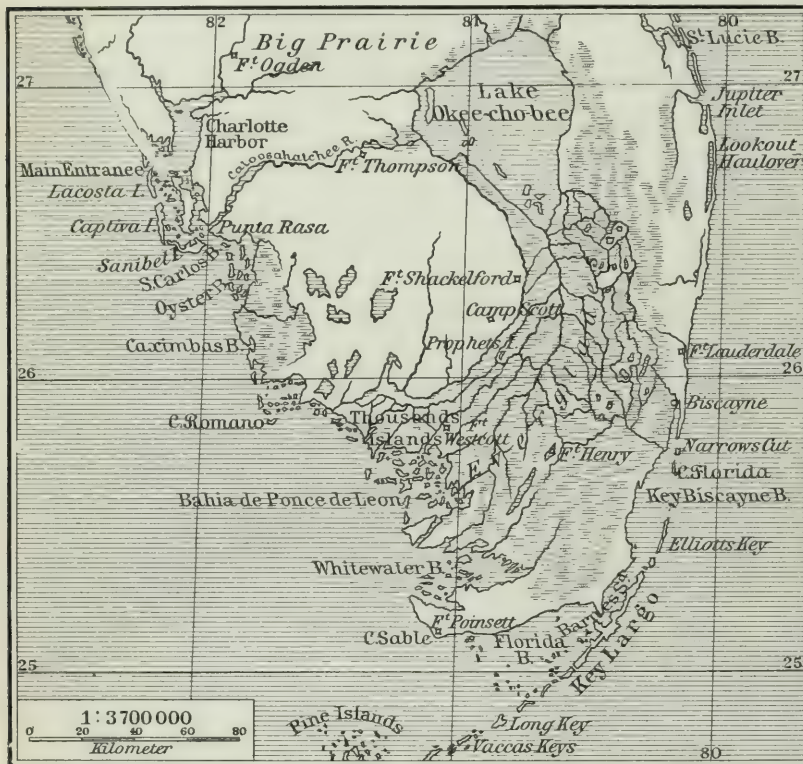 82
81
80
Big Prairie
St. Lucie B.
Ft. Ogden
27
27
Lake
Okee-cho-bee
Jupiter
Inlet
Charlotte
Harbor
Caloosahatchee R.
Lookout
Haulover
Main Entrance
Ft. Thompson
Lacosta I.
Captiva I.
Punta Rasa
Sanibel I.
S. Carlos B.
Ft. Shackelford
Oyster B.
Camp Scott
Caximbas B.
Prophets I.
Ft. Lauderdale
26
26
Everglades
Biscayne
C. Romano
Thousands
Islands
Ft. Westcott
Narrows Cut
Ft. Henry
C. Florida
Bahia de Ponce de Leon
Key Biscayne B.
Elliotts Key
Whitewater B.
Barnes Sd.
Ft. Poinsett
C. Sable
Florida
B.
Key Largo
25
25
1:3700000
0 20 40 60 80
Kilometer
Pine Islands
Long Key
Vaccas Keys
80